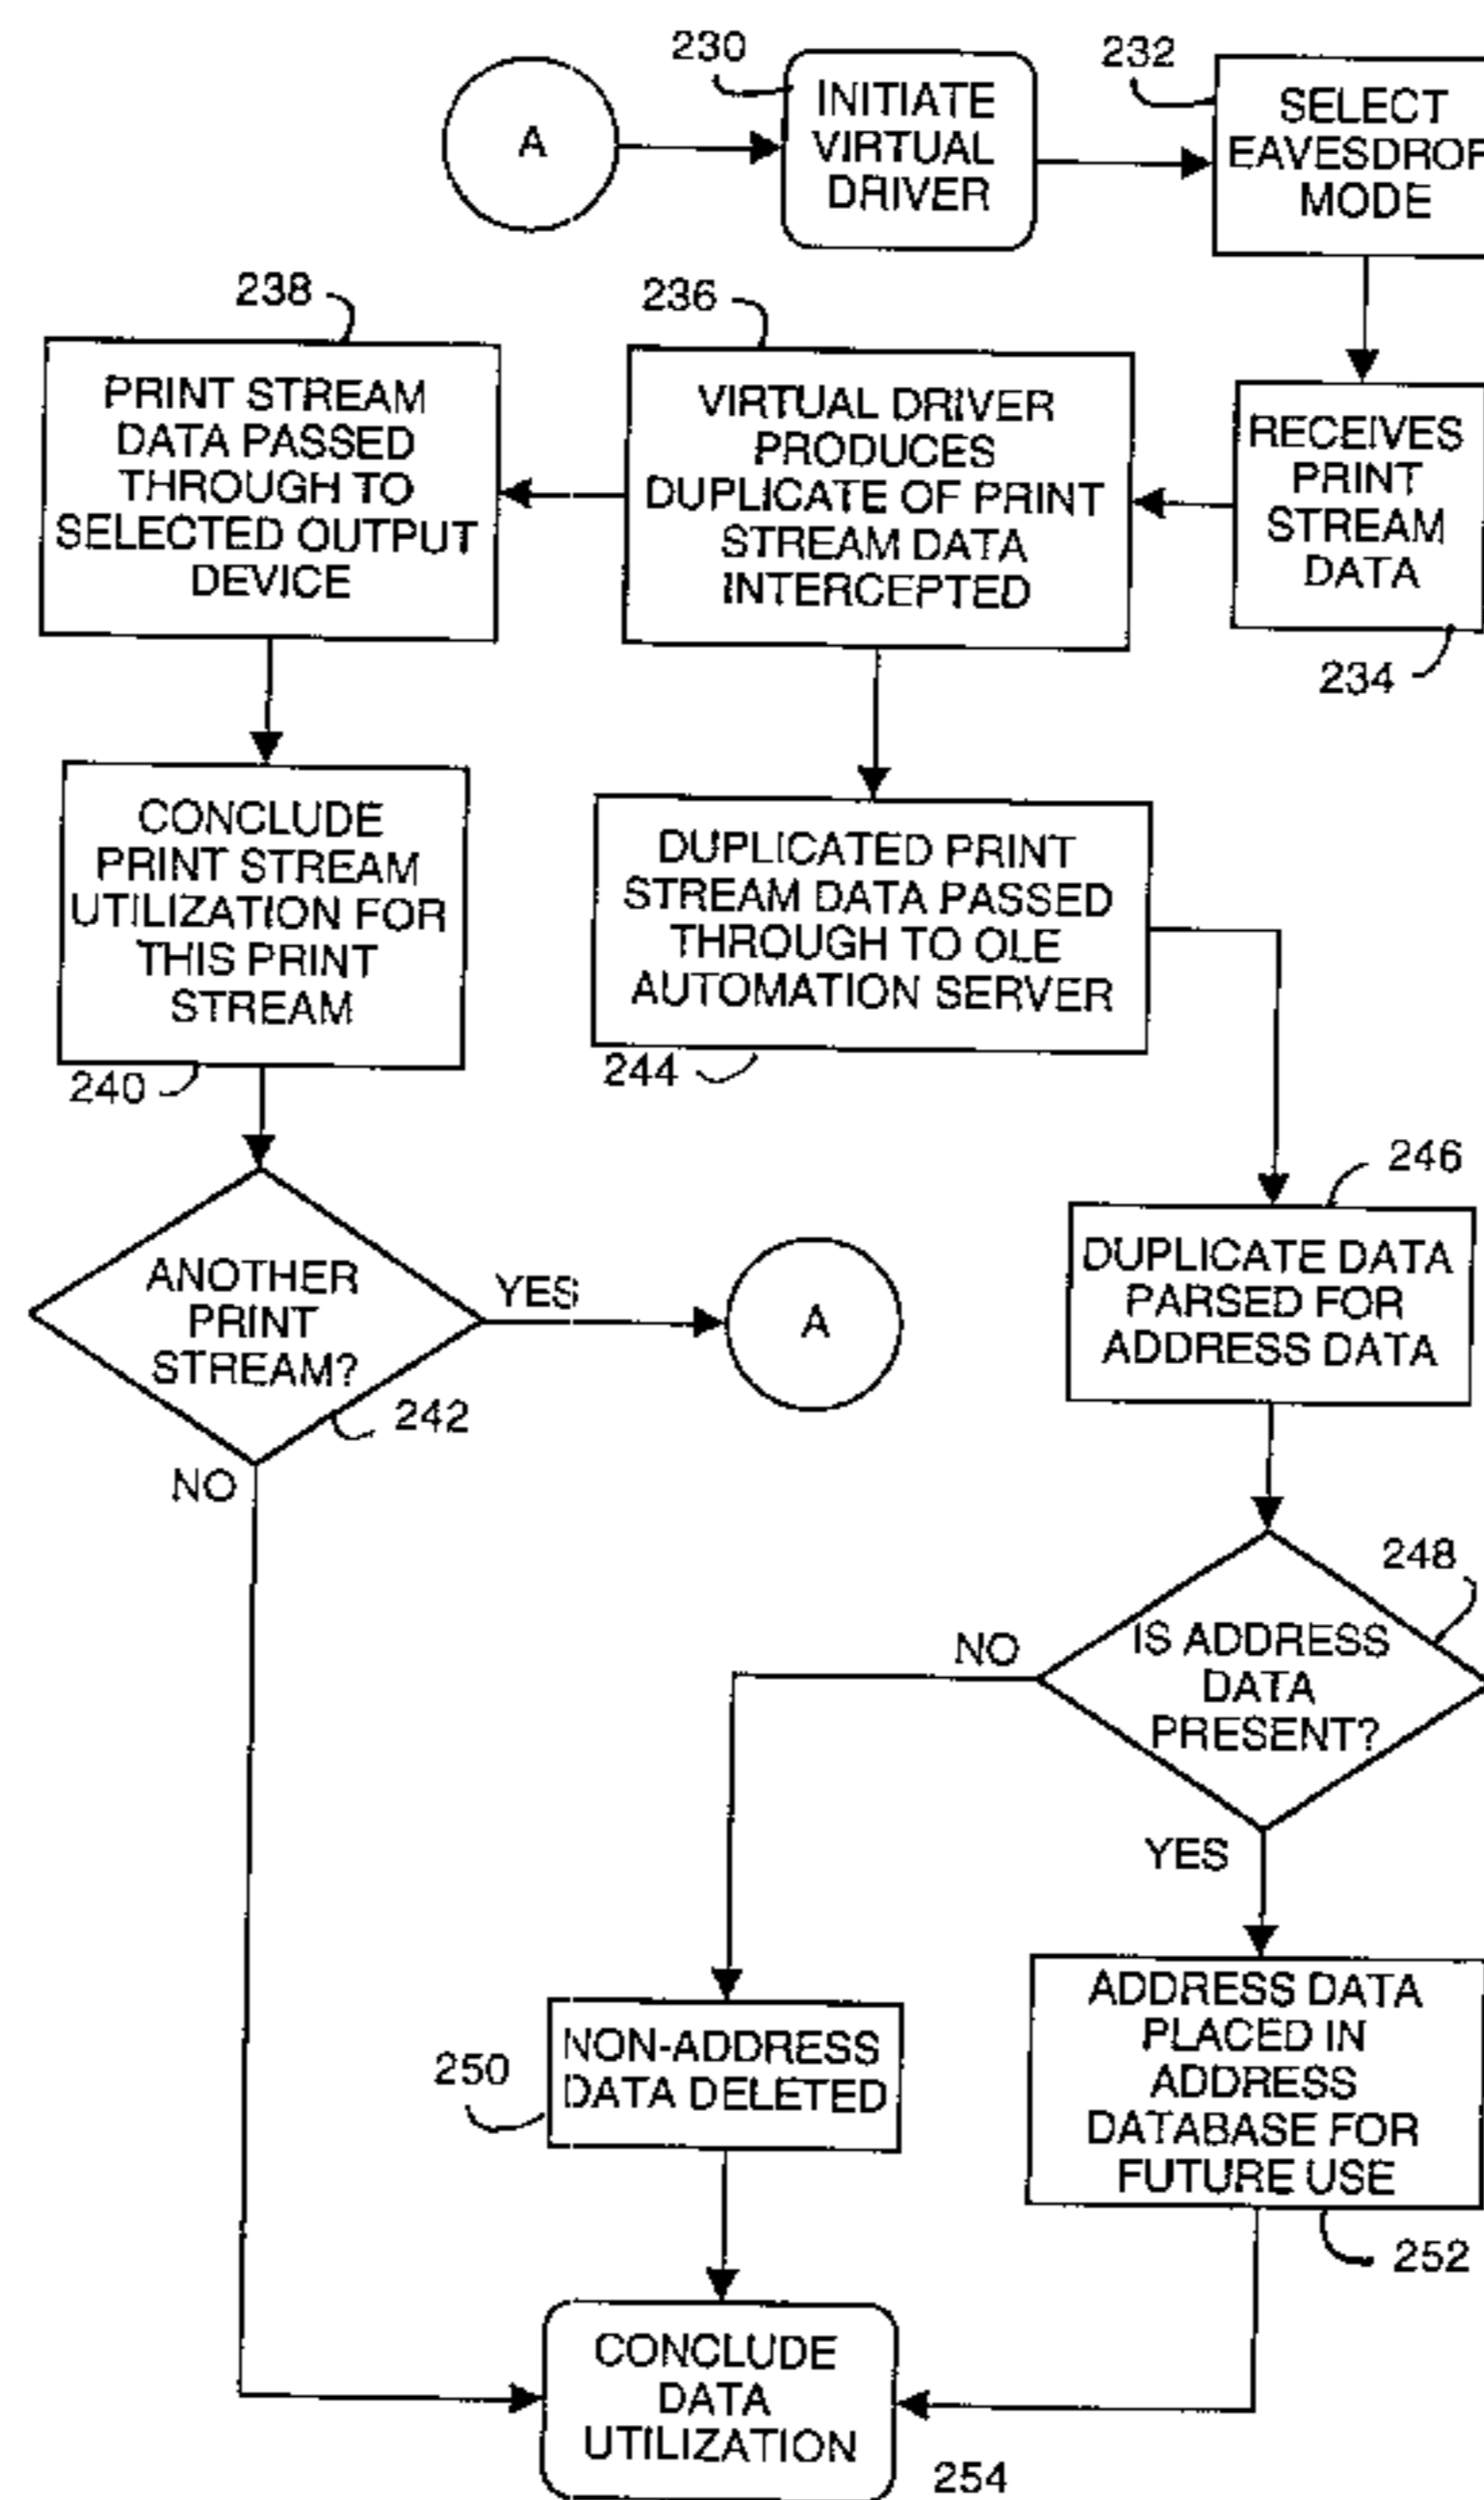 230
232
A
INITIATE
VIRTUAL
DRIVER
SELECT
EAVESDROP
MODE
238
236
PRINT STREAM
DATA PASSED
THROUGH TO
SELECTED OUTPUT
DEVICE
VIRTUAL DRIVER
PRODUCES
DUPLICATE OF PRINT
STREAM DATA
INTERCEPTED
RECEIVES
PRINT
STREAM
DATA
234
CONCLUDE
PRINT STREAM
UTILIZATION FOR
THIS PRINT
STREAM
240
DUPLICATED PRINT
STREAM DATA PASSED
THROUGH TO OLE
AUTOMATION SERVER
244
246
DUPLICATE DATA
PARSED FOR
ADDRESS DATA
ANOTHER
PRINT
STREAM?
YES
A
242
NO
248
IS ADDRESS
DATA
PRESENT?
NO
YES
250
NON-ADDRESS
DATA DELETED
ADDRESS DATA
PLACED IN
ADDRESS
DATABASE FOR
FUTURE USE
252
CONCLUDE
DATA
UTILIZATION
254